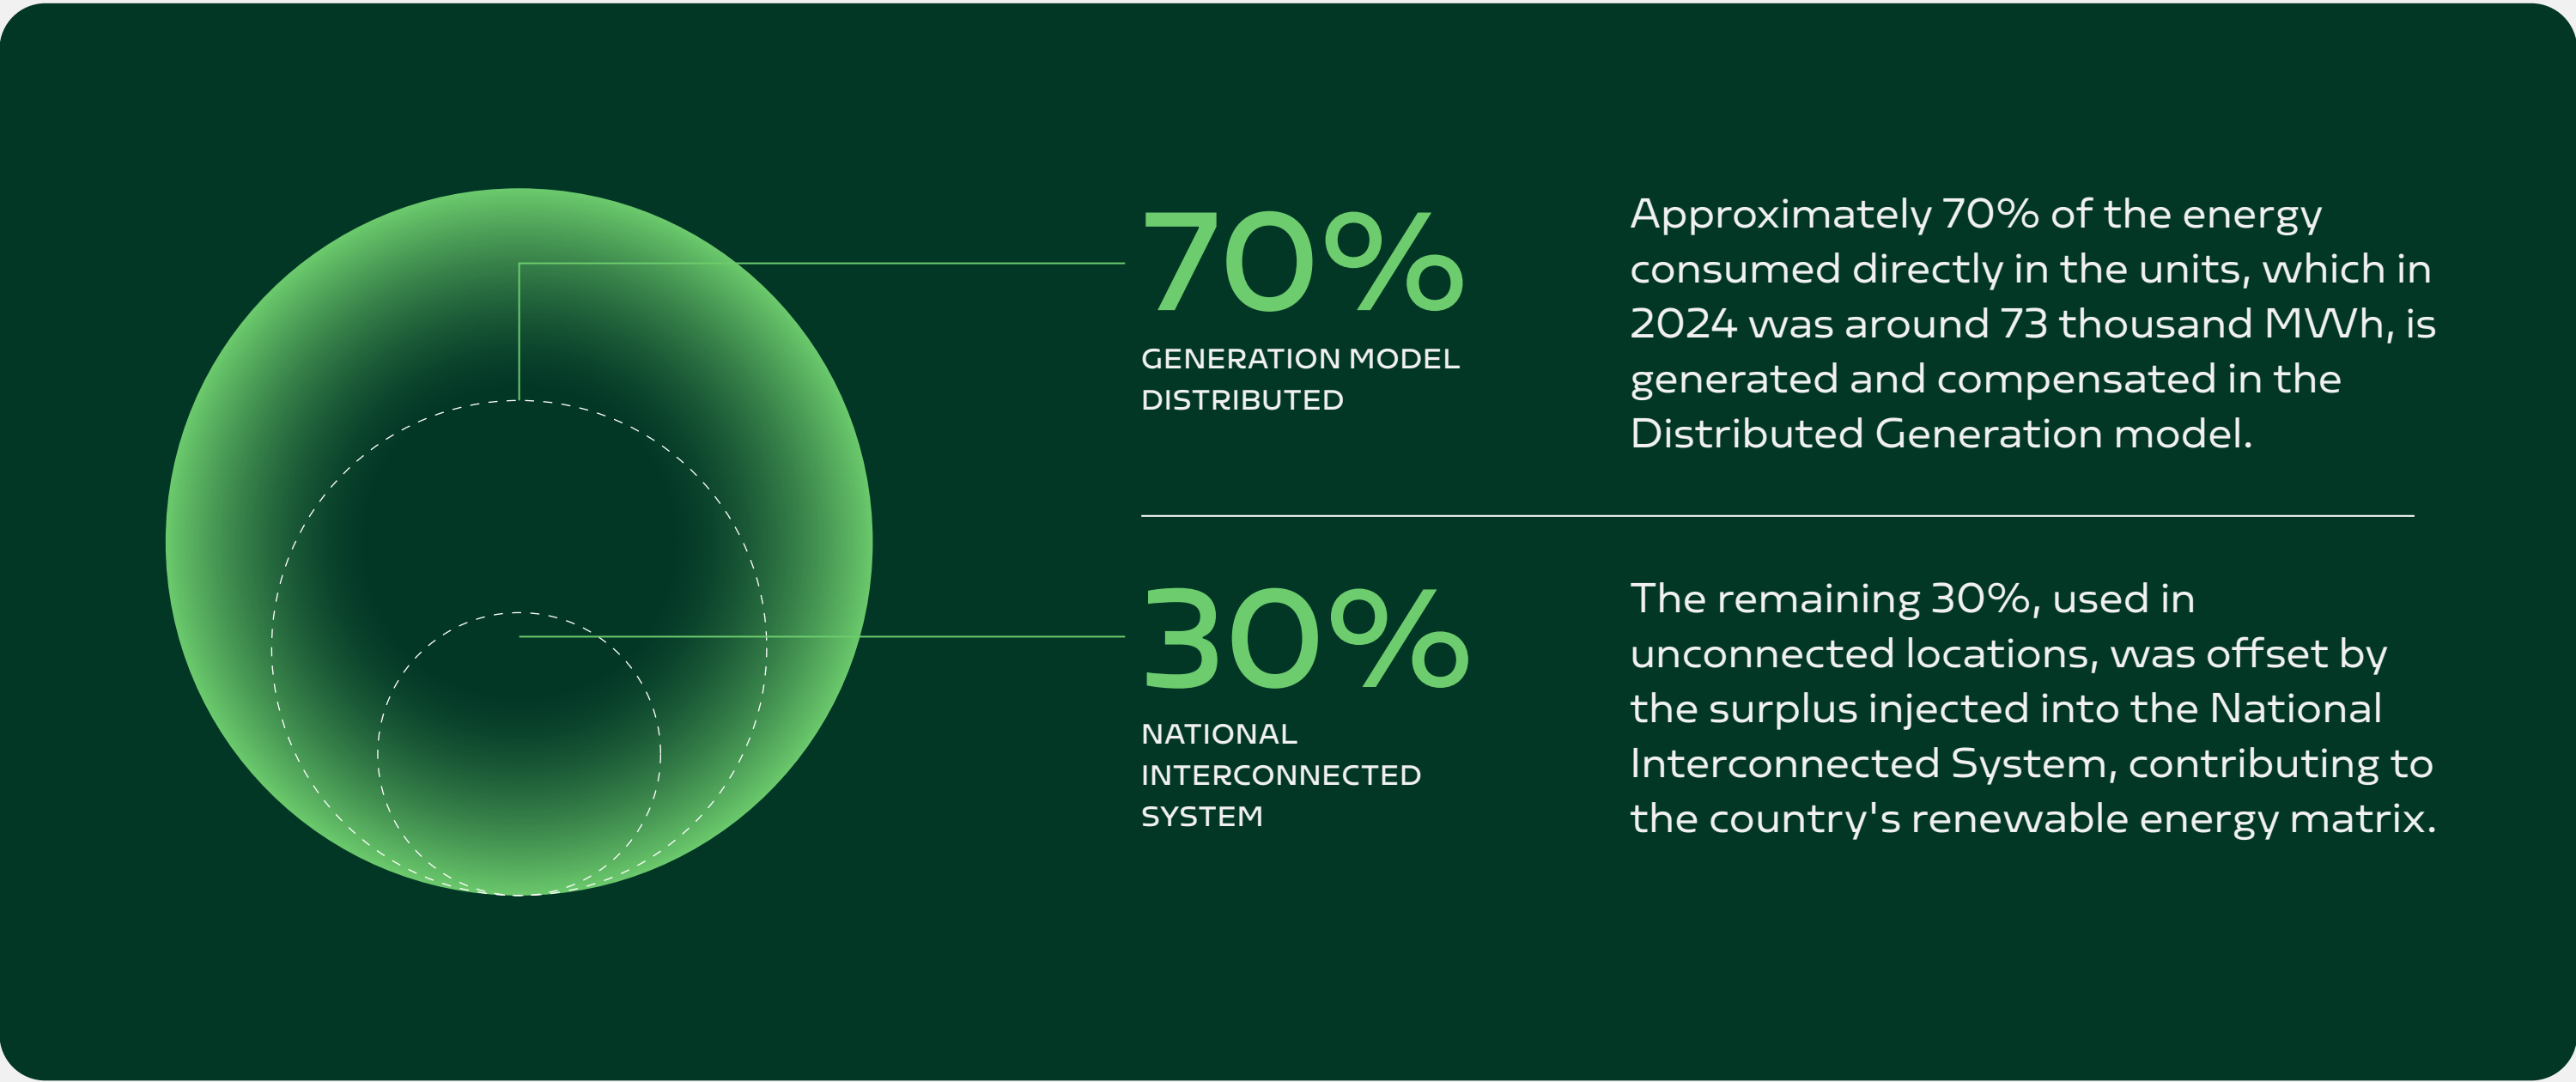 70%
GENERATION MODEL
DISTRIBUTED
Approximately 70% of the energy
consumed directly in the units, which in
2024 was around 73 thousand MWh, is
generated and compensated in the
Distributed Generation model.
30%
NATIONAL
INTERCONNECTED
SYSTEM
The remaining 30%, used in
unconnected locations, was offset by
the surplus injected into the National
Interconnected System, contributing to
the country's renewable energy matrix.